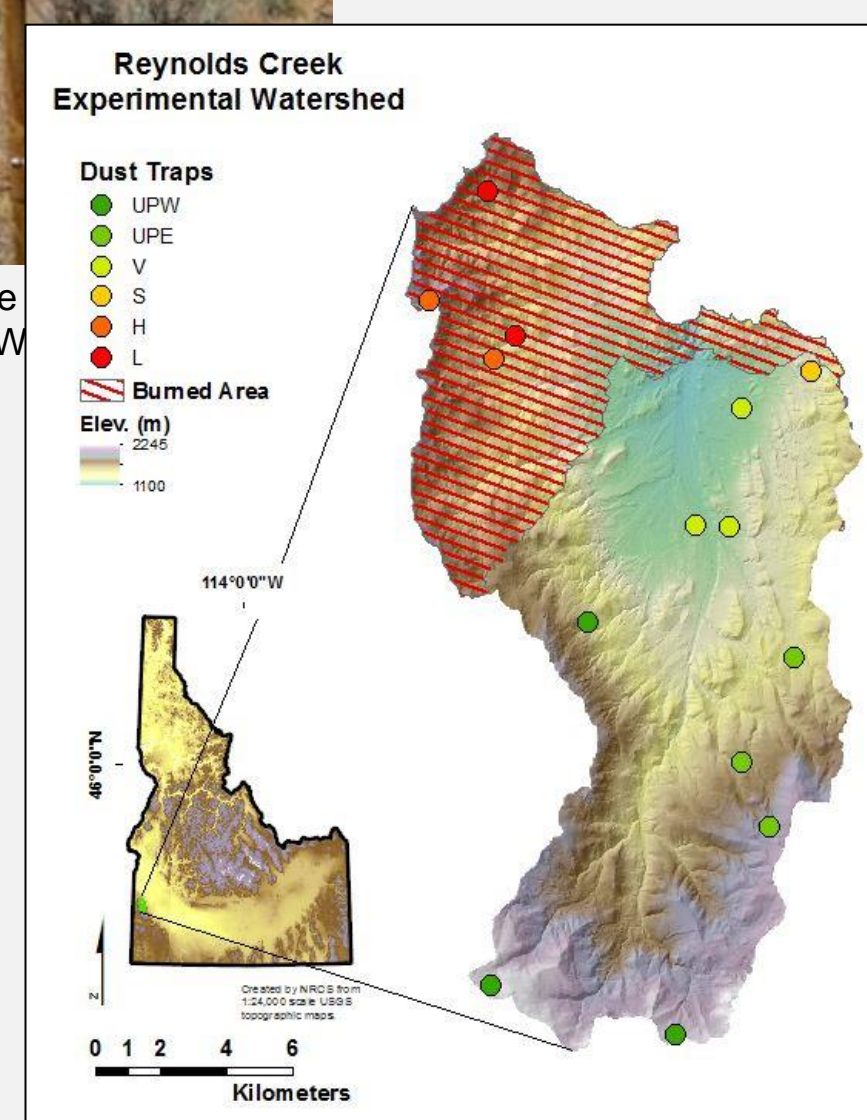 e
W
Reynolds Creek
Experimental Watershed
Dust Traps
UPW
UPE
V
S
H
L
Burned Area
Elev. (m)
2245
1100
114°0'0"W
46°0'0"N
N
Created by NRCS from
1:24,000 scale USGS
topographic maps.
0 1 2 4 6
Kilometers